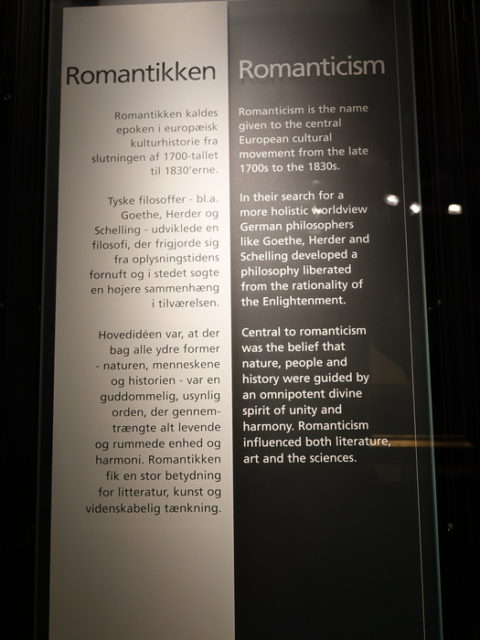 Romantikken
Romantikken kaldes
epoken i europæisk
kulturhistorie fra
slutningen af 1700-tallet
til 1830'erne.
Tyske filosoffer - bl.a.
Goethe, Herder og
Schelling - udviklede en
filosofi, der frigjorde sig
fra oplysningstidens
fornuft og i stedet søgte
en højere sammenhæng
i tilværelsen.
Hovedidéen var, at der
bag alle ydre former
- naturen, menneskene
og historien - var en
guddommelig, usynlig
orden, der gennem-
trængte alt levende
og rummede enhed og
harmoni. Romantikken
fik en stor betydning
for litteratur, kunst og
videnskabelig tænkning.
Romanticism
Romanticism is the name
given to the central
European cultural
movement from the late
1700s to the 1830s.
In their search for a
more holistic worldview
German philosophers
like Goethe, Herder and
Schelling developed a
philosophy liberated
from the rationality of
the Enlightenment.
Central to romanticism
was the belief that
nature, people and
history were guided by
an omnipotent divine
spirit of unity and
harmony. Romanticism
influenced both literature,
art and the sciences.